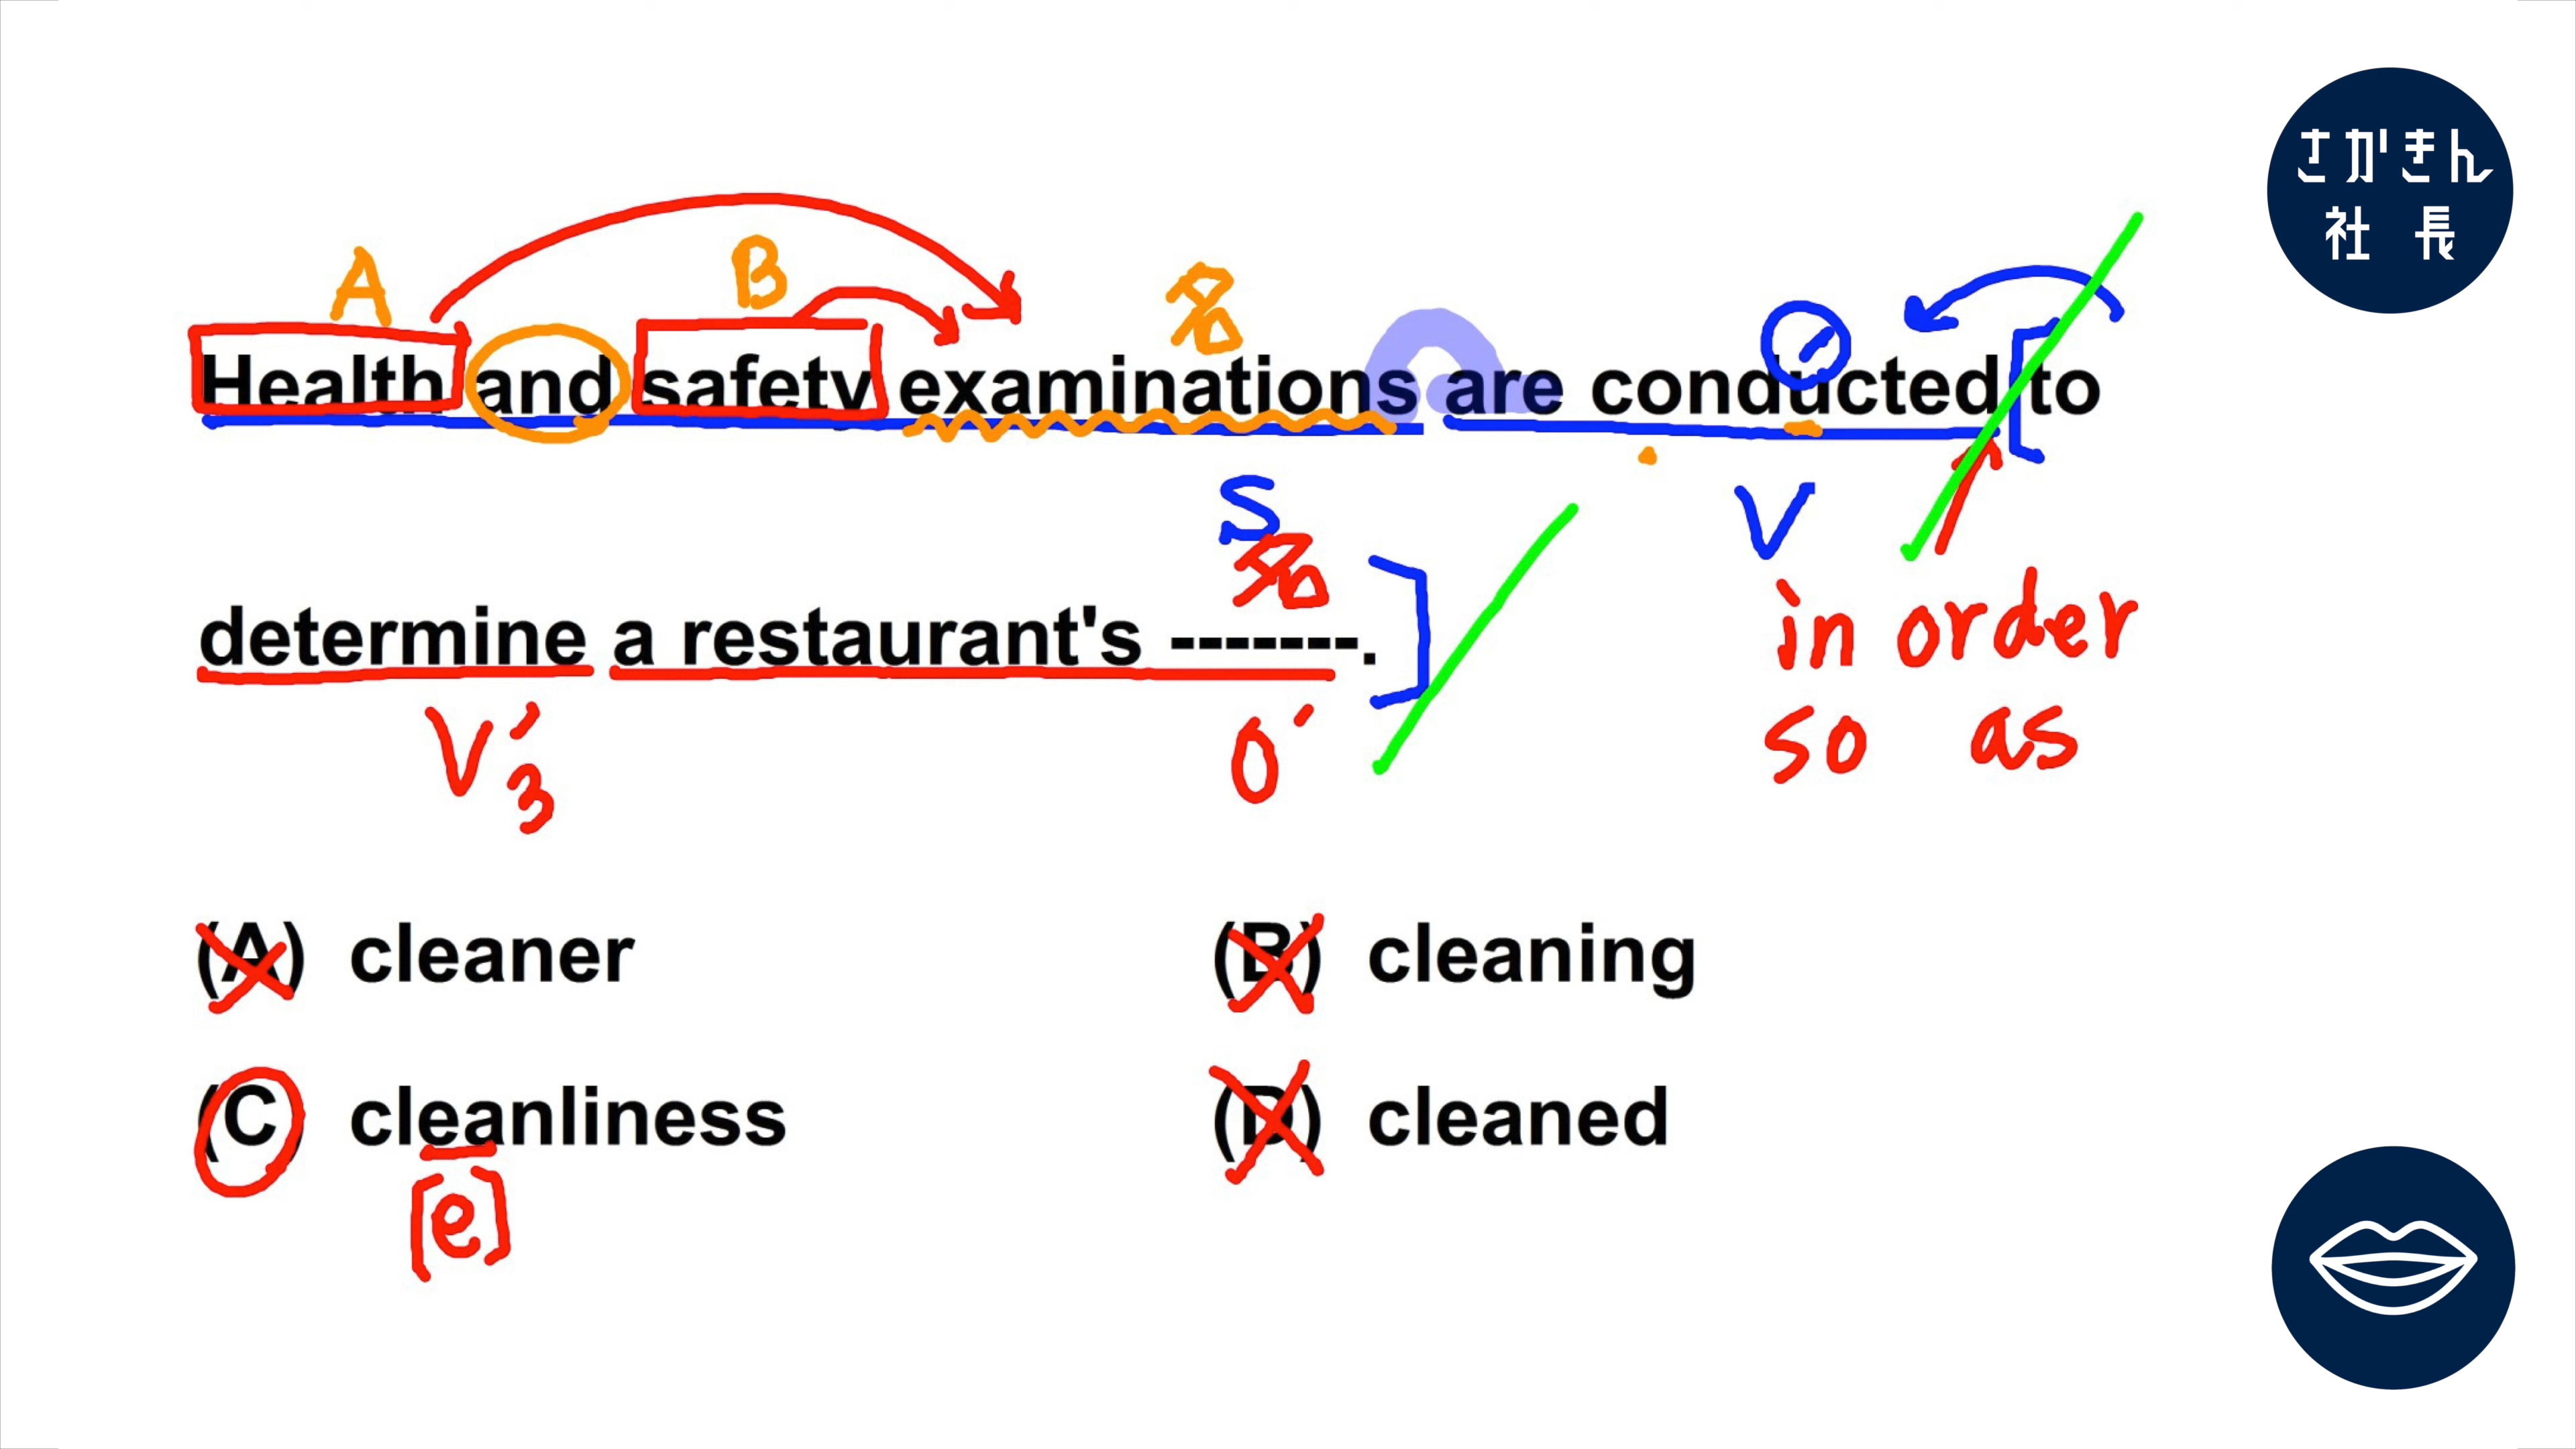 さかきん
社長
A B 名
Health and safety examinations are conducted to
S V
名
determine a restaurant's -------.
in order
V'3 O' so as
(A) cleaner (B) cleaning
(C) cleanliness (D) cleaned
[e]